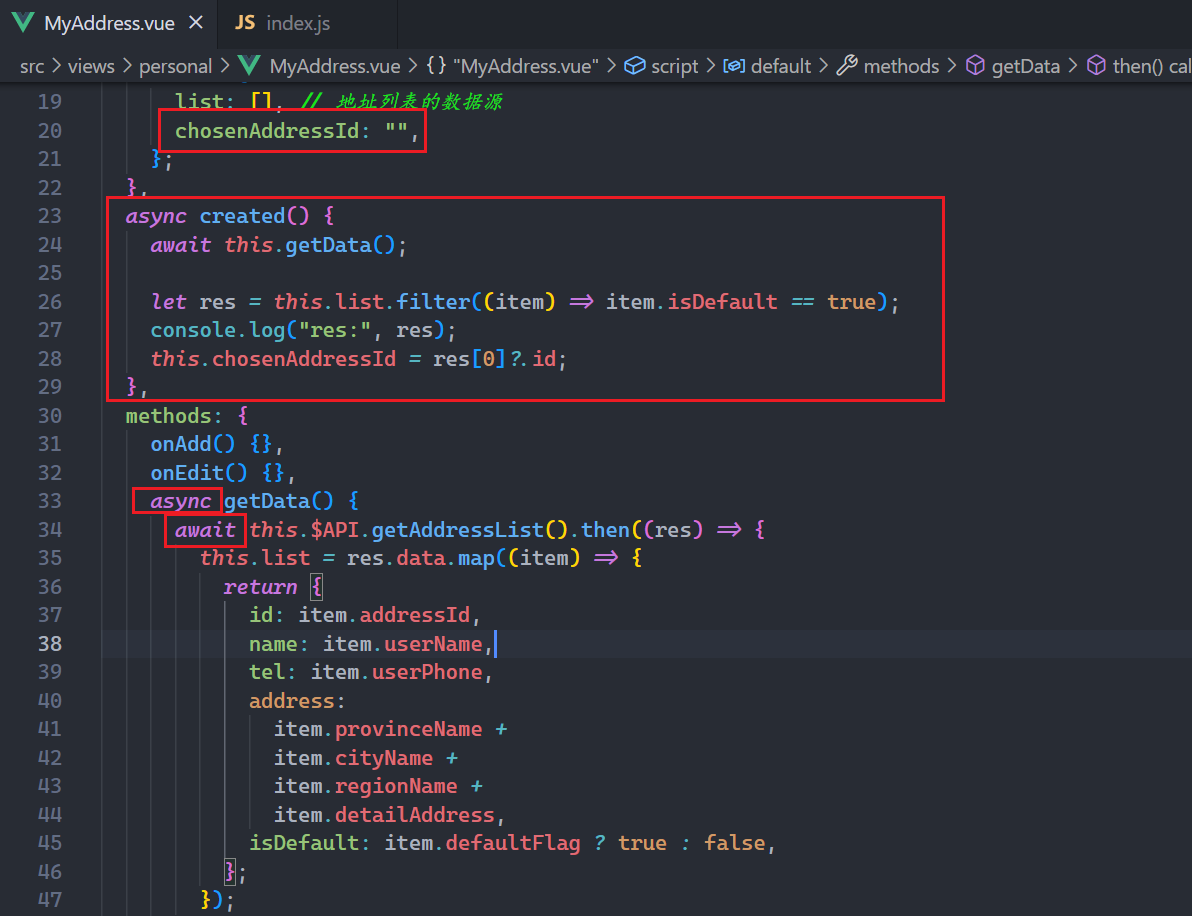 MyAddress.vue × JS index.js
src > views > personal > MyAddress.vue > {} "MyAddress.vue" > script > default > methods > getData > then() cal
19 list: [], // 地址列表的数据源
20 chosenAddressId: "",
21 };
22 },
23 async created() {
24 await this.getData();
25
26 let res = this.list.filter((item) => item.isDefault == true);
27 console.log("res:", res);
28 this.chosenAddressId = res[0]?.id;
29 },
30 methods: {
31 onAdd() {},
32 onEdit() {},
33 async getData() {
34 await this.$API.getAddressList().then((res) => {
35 this.list = res.data.map((item) => {
36 return {
37 id: item.addressId,
38 name: item.userName,
39 tel: item.userPhone,
40 address:
41 item.provinceName +
42 item.cityName +
43 item.regionName +
44 item.detailAddress,
45 isDefault: item.defaultFlag ? true : false,
46 };
47 });